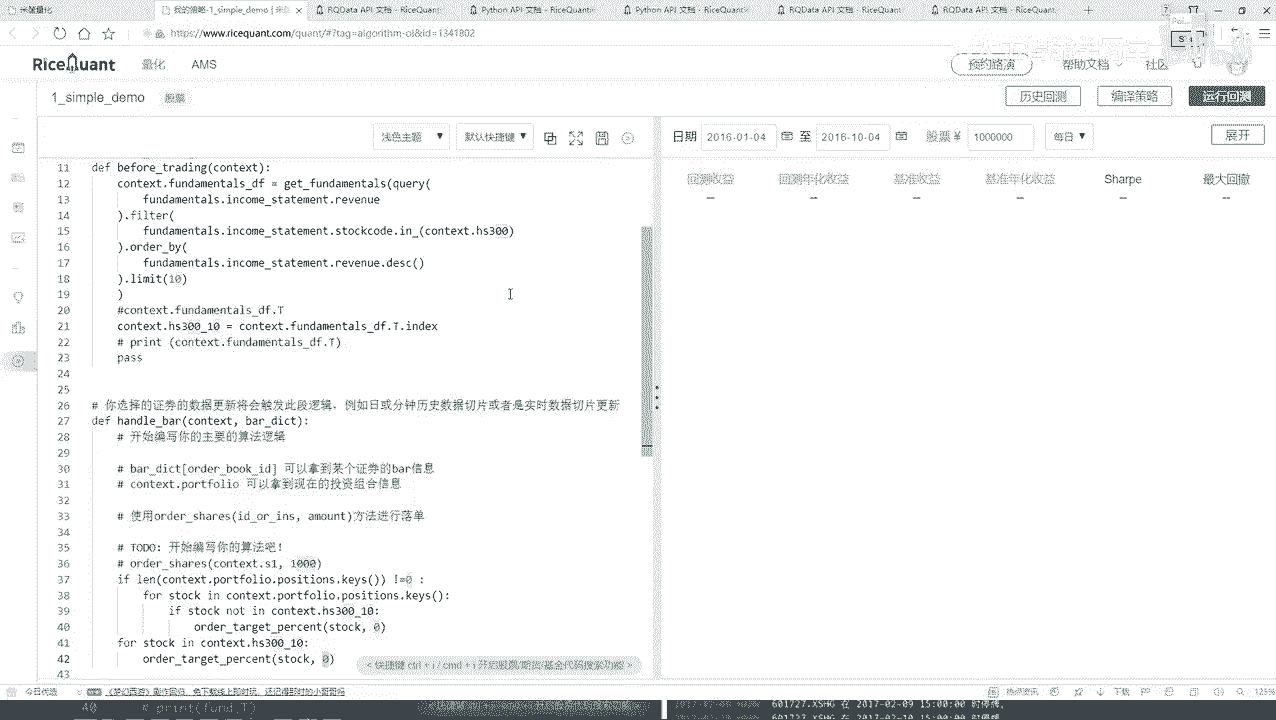 米筐量化
我的策略-1_simple_demo | 米筐
RQData API 文档 - RiceQuant
Python API 文档 - RiceQuant
Python API 文档 - RiceQuant
RQData API 文档 - RiceQuant
RQData API 文档 - RiceQuant
https://www.ricequant.com/quant/#?tag=algorithm-oi&id=1341802
RiceQuant 量化 AMS 预约路演 帮助文档 社区
1_simple_demo 股票 历史回测 编译策略 运行回测
浅色主题 默认快捷键 日期 2016-01-04 至 2016-10-04 股票 ¥ 1000000 每日 展开
回测收益 回测年化收益 基准收益 基准年化收益 Sharpe 最大回撤
-- -- -- -- -- --
11 def before_trading(context):
12 context.fundamentals_df = get_fundamentals(query(
13 fundamentals.income_statement.revenue
14 ).filter(
15 fundamentals.income_statement.stockcode.in_(context.hs300)
16 ).order_by(
17 fundamentals.income_statement.revenue.desc()
18 ).limit(10)
19 )
20 #context.fundamentals_df.T
21 context.hs300_10 = context.fundamentals_df.T.index
22 # print (context.fundamentals_df.T)
23 pass
24
25
26 # 你选择的证券的数据更新将会触发此段逻辑，例如日或分钟历史数据切片或者是实时数据切片更新
27 def handle_bar(context, bar_dict):
28 # 开始编写你的主要的算法逻辑
29
30 # bar_dict[order_book_id] 可以拿到某个证券的bar信息
31 # context.portfolio 可以拿到现在的投资组合信息
32
33 # 使用order_shares(id_or_ins, amount)方法进行落单
34
35 # TODO: 开始编写你的算法吧！
36 # order_shares(context.s1, 1000)
37 if len(context.portfolio.positions.keys()) !=0 :
38 for stock in context.portfolio.positions.keys():
39 if stock not in context.hs300_10:
40 order_target_percent(stock, 0)
41 for stock in context.hs300_10:
42 order_target_percent(stock, 0)
43
< 快捷键 ctrl + i / cmd + i 开启股票/期货/基金代码搜索功能 >
今日优选
热点资讯 下载 125%
40 # print(fund.T)
601727.XSHG 在 2017-02-09 15:00:00 时停牌。
601727.XSHG 在 2017-02-10 15:00:00 时停牌。